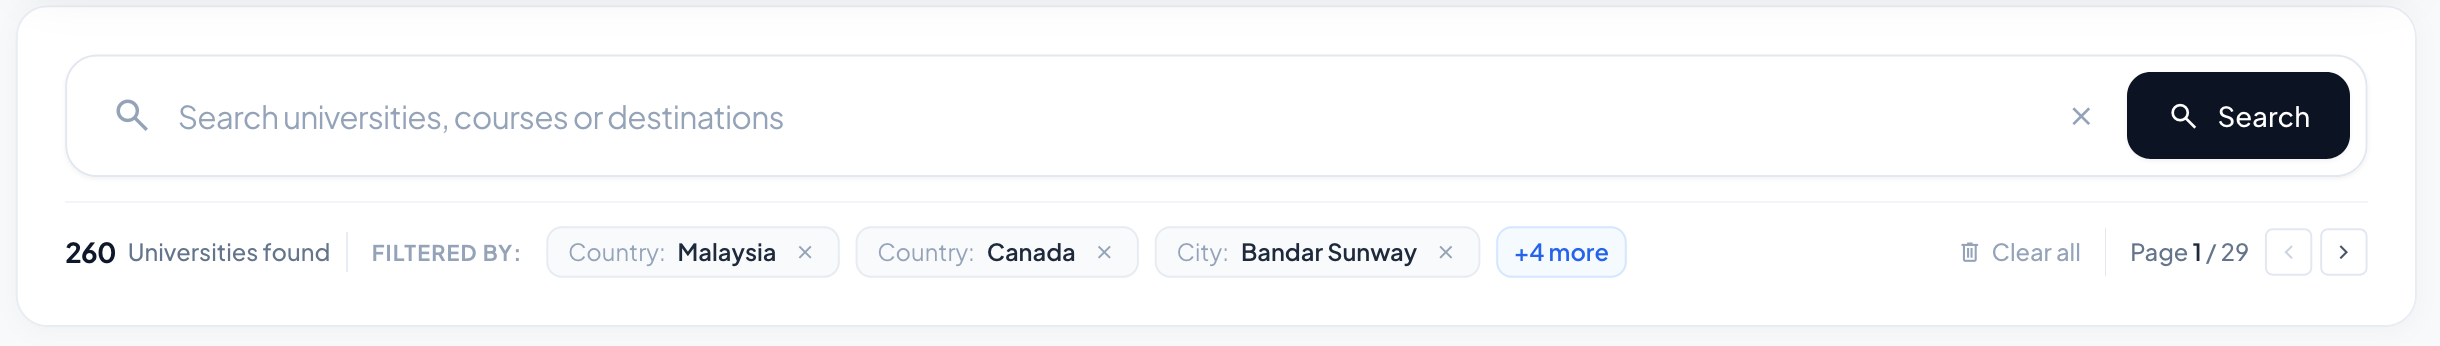 Search universities, courses or destinations
Search
260 Universities found
FILTERED BY:
Country: Malaysia
Country: Canada
City: Bandar Sunway
+4 more
Clear all
Page 1 / 29